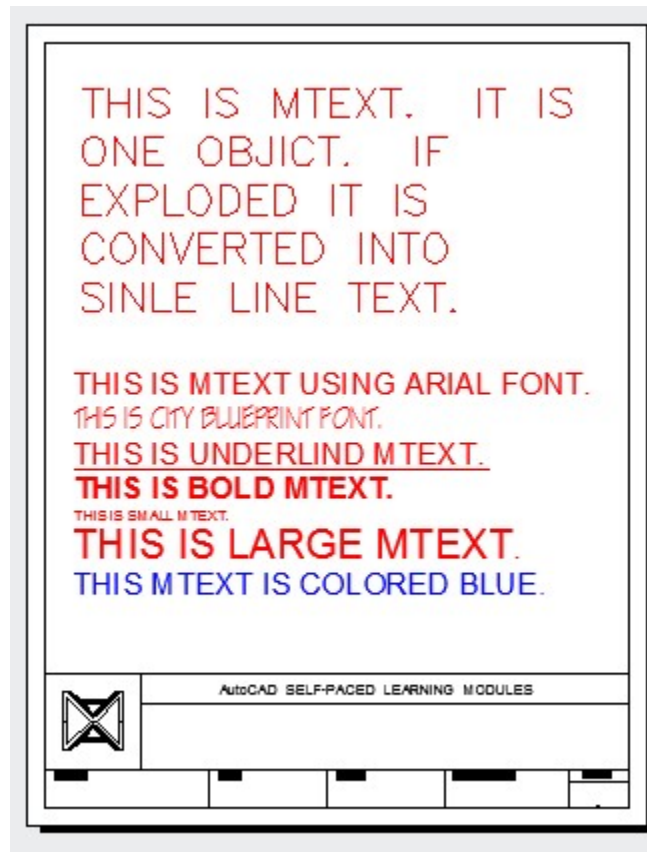 THIS IS MTEXT. IT IS
ONE OBJICT. IF
EXPLODED IT IS
CONVERTED INTO
SINLE LINE TEXT.
THIS IS MTEXT USING ARIAL FONT.
THIS IS CITY BLUEPRINT FONT.
THIS IS UNDERLIND MTEXT.
THIS IS BOLD MTEXT.
THIS IS SMALL MTEXT.
THIS IS LARGE MTEXT.
THIS MTEXT IS COLORED BLUE.
AutoCAD SELF-PACED LEARNING MODULES